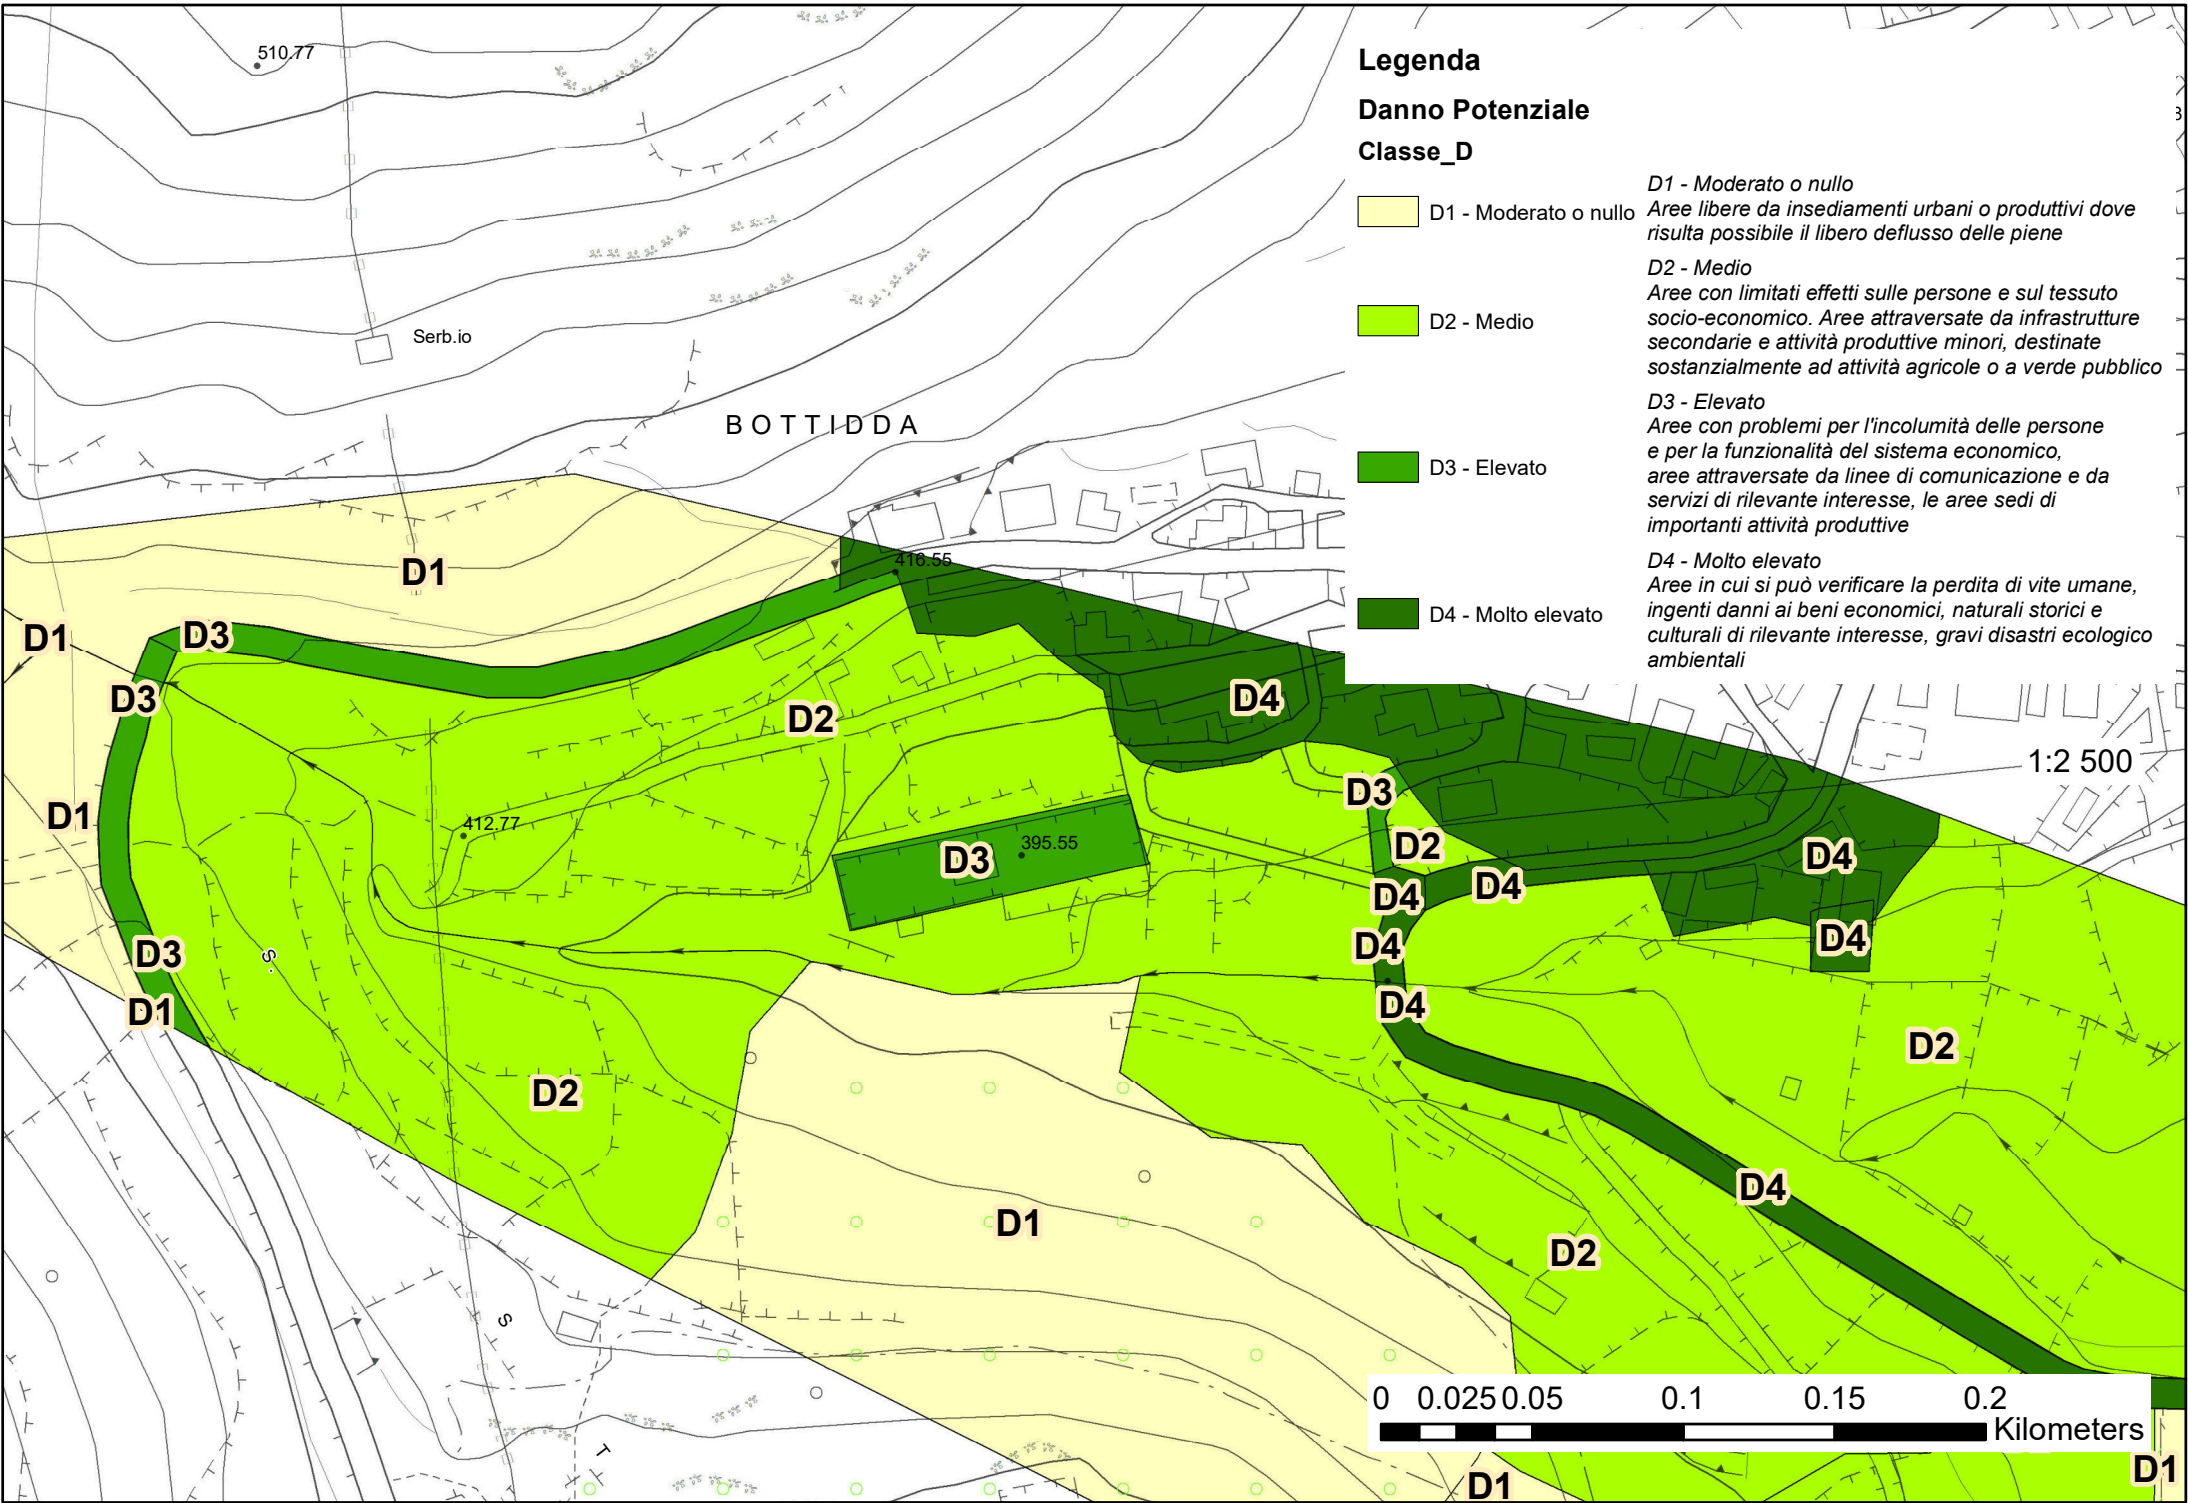 510.77
Legenda
Danno Potenziale
Classe_D
D1 - Moderato o nullo
D1 - Moderato o nullo
Aree libere da insediamenti urbani o produttivi dove
risulta possibile il libero deflusso delle piene
D2 - Medio
D2 - Medio
Aree con limitati effetti sulle persone e sul tessuto
socio-economico. Aree attraversate da infrastrutture
secondarie e attività produttive minori, destinate
sostanzialmente ad attività agricole o a verde pubblico
D3 - Elevato
D3 - Elevato
Aree con problemi per l'incolumità delle persone
e per la funzionalità del sistema economico,
aree attraversate da linee di comunicazione e da
servizi di rilevante interesse, le aree sedi di
importanti attività produttive
D4 - Molto elevato
D4 - Molto elevato
Aree in cui si può verificare la perdita di vite umane,
ingenti danni ai beni economici, naturali storici e
culturali di rilevante interesse, gravi disastri ecologico
ambientali
Serb.io
BOTTIDDA
416.55
D1
D1
D3
D3
D2
D4
1:2 500
D1
412.77
D3
395.55
D3
D2
D4
D4
D4
D4
D4
D3
S.
D1
D4
D2
D2
D4
D1
D2
S
T
0 0.025 0.05 0.1 0.15 0.2
Kilometers
D1
D1